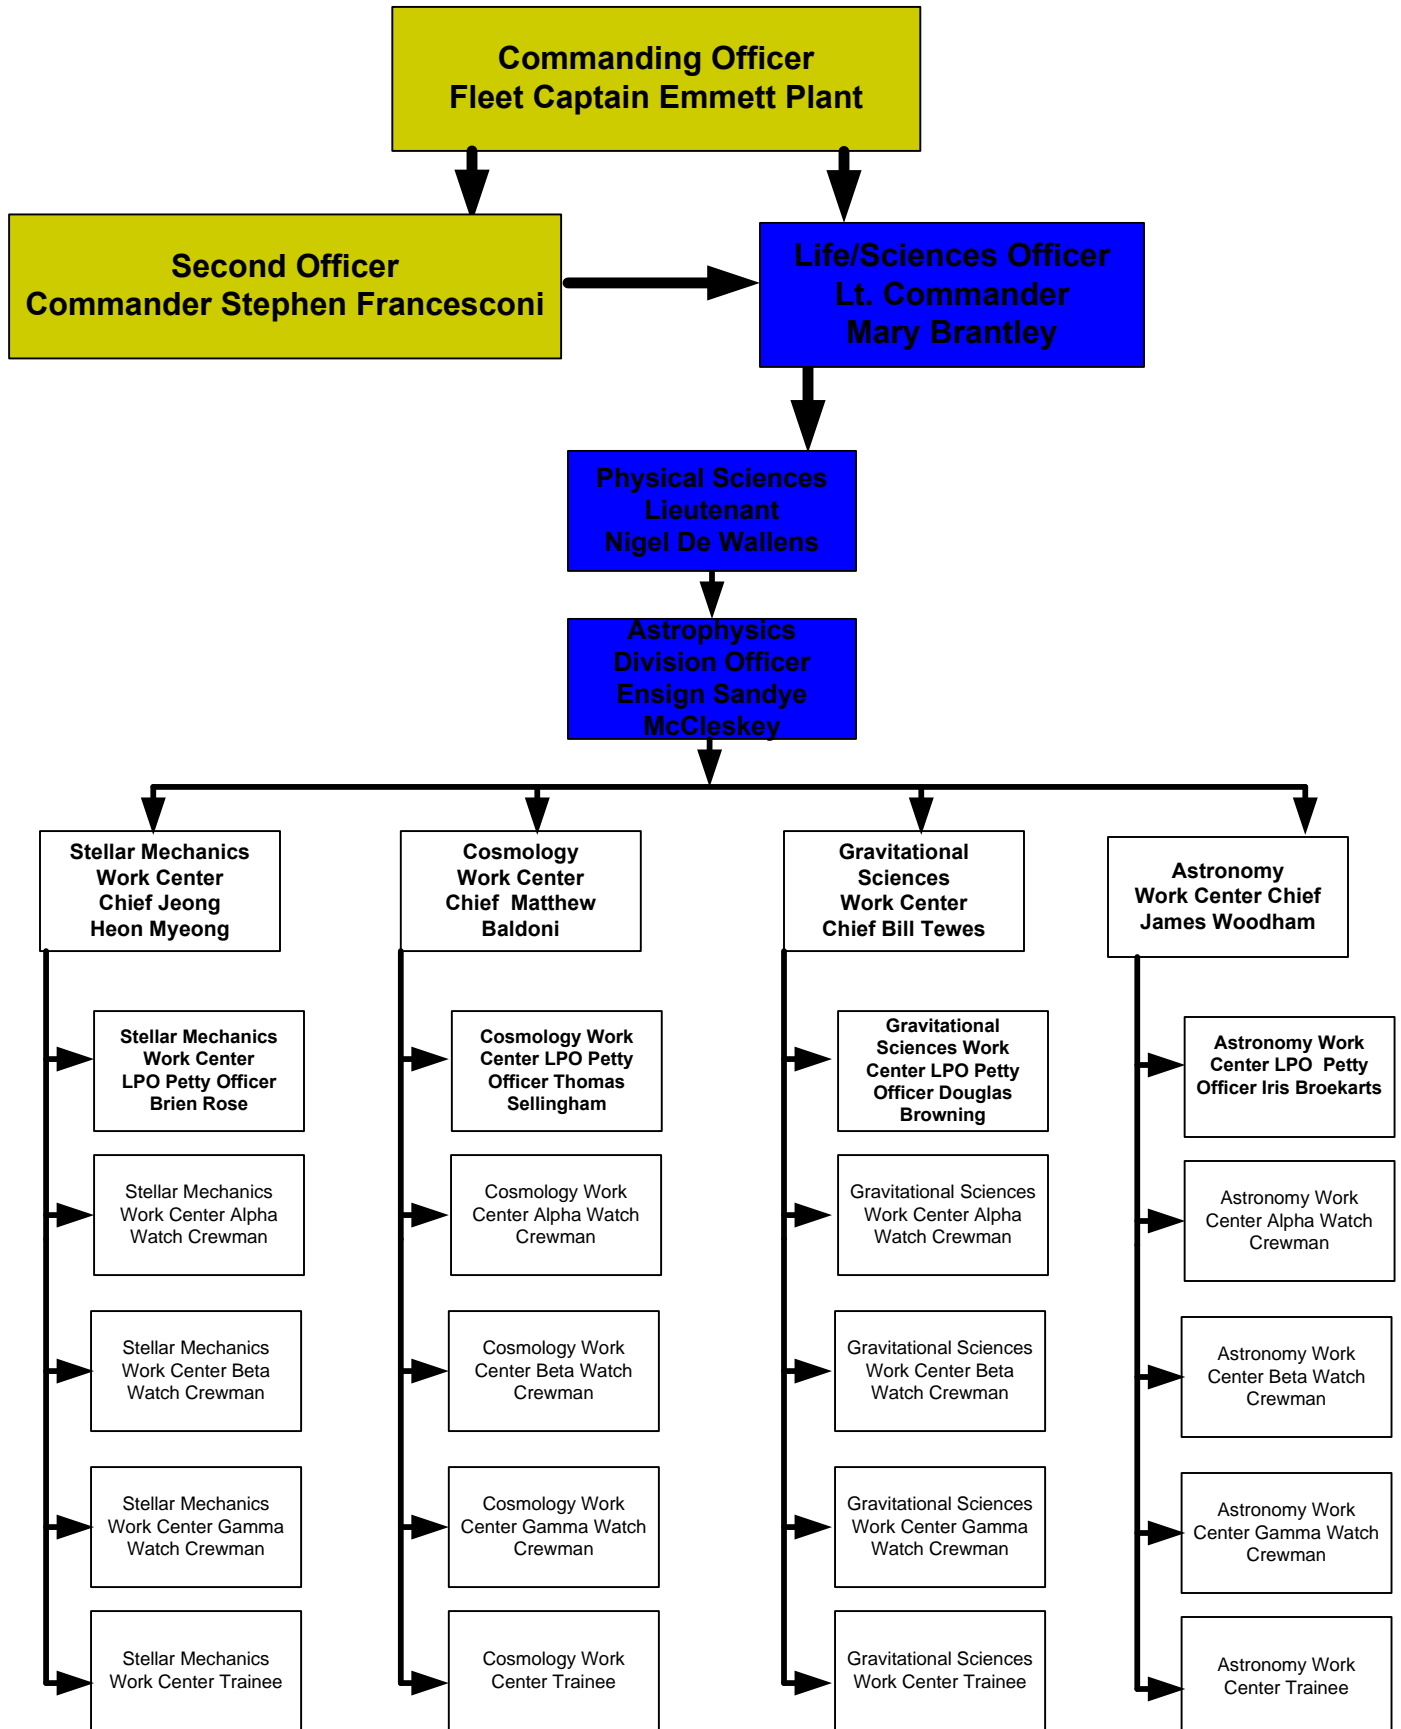 Commanding Officer
Fleet Captain Emmett Plant
Second Officer
Commander Stephen Francesconi
Life/Sciences Officer
Lt. Commander
Mary Brantley
Physical Sciences
Lieutenant
Nigel De Wallens
Astrophysics
Division Officer
Ensign Sandye
McCleskey
Stellar Mechanics
Work Center
Chief Jeong
Heon Myeong
Cosmology
Work Center
Chief  Matthew
Baldoni
Gravitational
Sciences
Work Center
Chief Bill Tewes
Astronomy
Work Center Chief
James Woodham
Stellar Mechanics
Work Center
LPO Petty Officer
Brien Rose
Cosmology Work
Center LPO Petty
Officer Thomas
Sellingham
Gravitational
Sciences Work
Center LPO Petty
Officer Douglas
Browning
Astronomy Work
Center LPO  Petty
Officer Iris Broekarts
Stellar Mechanics
Work Center Alpha
Watch Crewman
Cosmology Work
Center Alpha Watch
Crewman
Gravitational Sciences
Work Center Alpha
Watch Crewman
Astronomy Work
Center Alpha Watch
Crewman
Stellar Mechanics
Work Center Beta
Watch Crewman
Cosmology Work
Center Beta Watch
Crewman
Gravitational Sciences
Work Center Beta
Watch Crewman
Astronomy Work
Center Beta Watch
Crewman
Stellar Mechanics
Work Center Gamma
Watch Crewman
Cosmology Work
Center Gamma Watch
Crewman
Gravitational Sciences
Work Center Gamma
Watch Crewman
Astronomy Work
Center Gamma Watch
Crewman
Stellar Mechanics
Work Center Trainee
Cosmology Work
Center Trainee
Gravitational Sciences
Work Center Trainee
Astronomy Work
Center Trainee